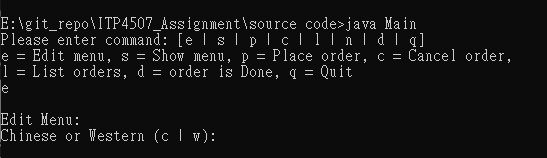 E:\git_repo\ITP4507_Assignment\source code>java Main
Please enter command: [e | s | p | c | l | n | d | q]
e = Edit menu, s = Show menu, p = Place order, c = Cancel order,
l = List orders, d = order is Done, q = Quit
e
Edit Menu:
Chinese or Western (c | w):